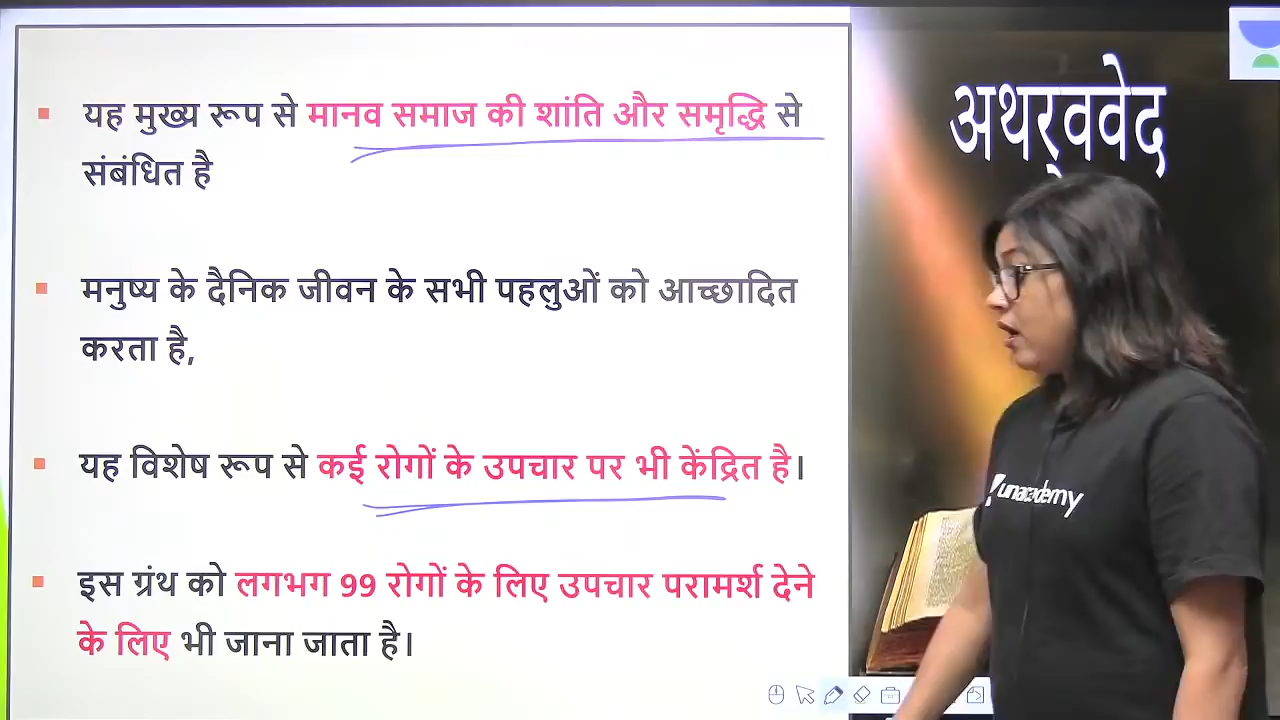 यह मुख्य रूप से मानव समाज की शांति और समृद्धि से
संबंधित है
मनुष्य के दैनिक जीवन के सभी पहलुओं को आच्छादित
करता है,
यह विशेष रूप से कई रोगों के उपचार पर भी केंद्रित है।
इस ग्रंथ को लगभग 99 रोगों के लिए उपचार परामर्श देने
के लिए भी जाना जाता है।
अथर्ववेद
unacademy